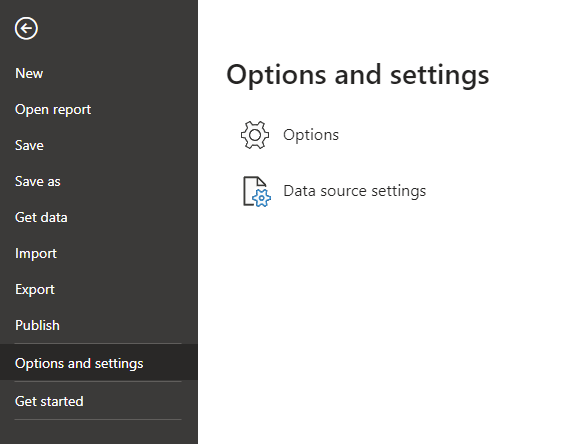 New
Open report
Save
Save as
Get data
Import
Export
Publish
Options and settings
Get started
Options and settings
Options
Data source settings